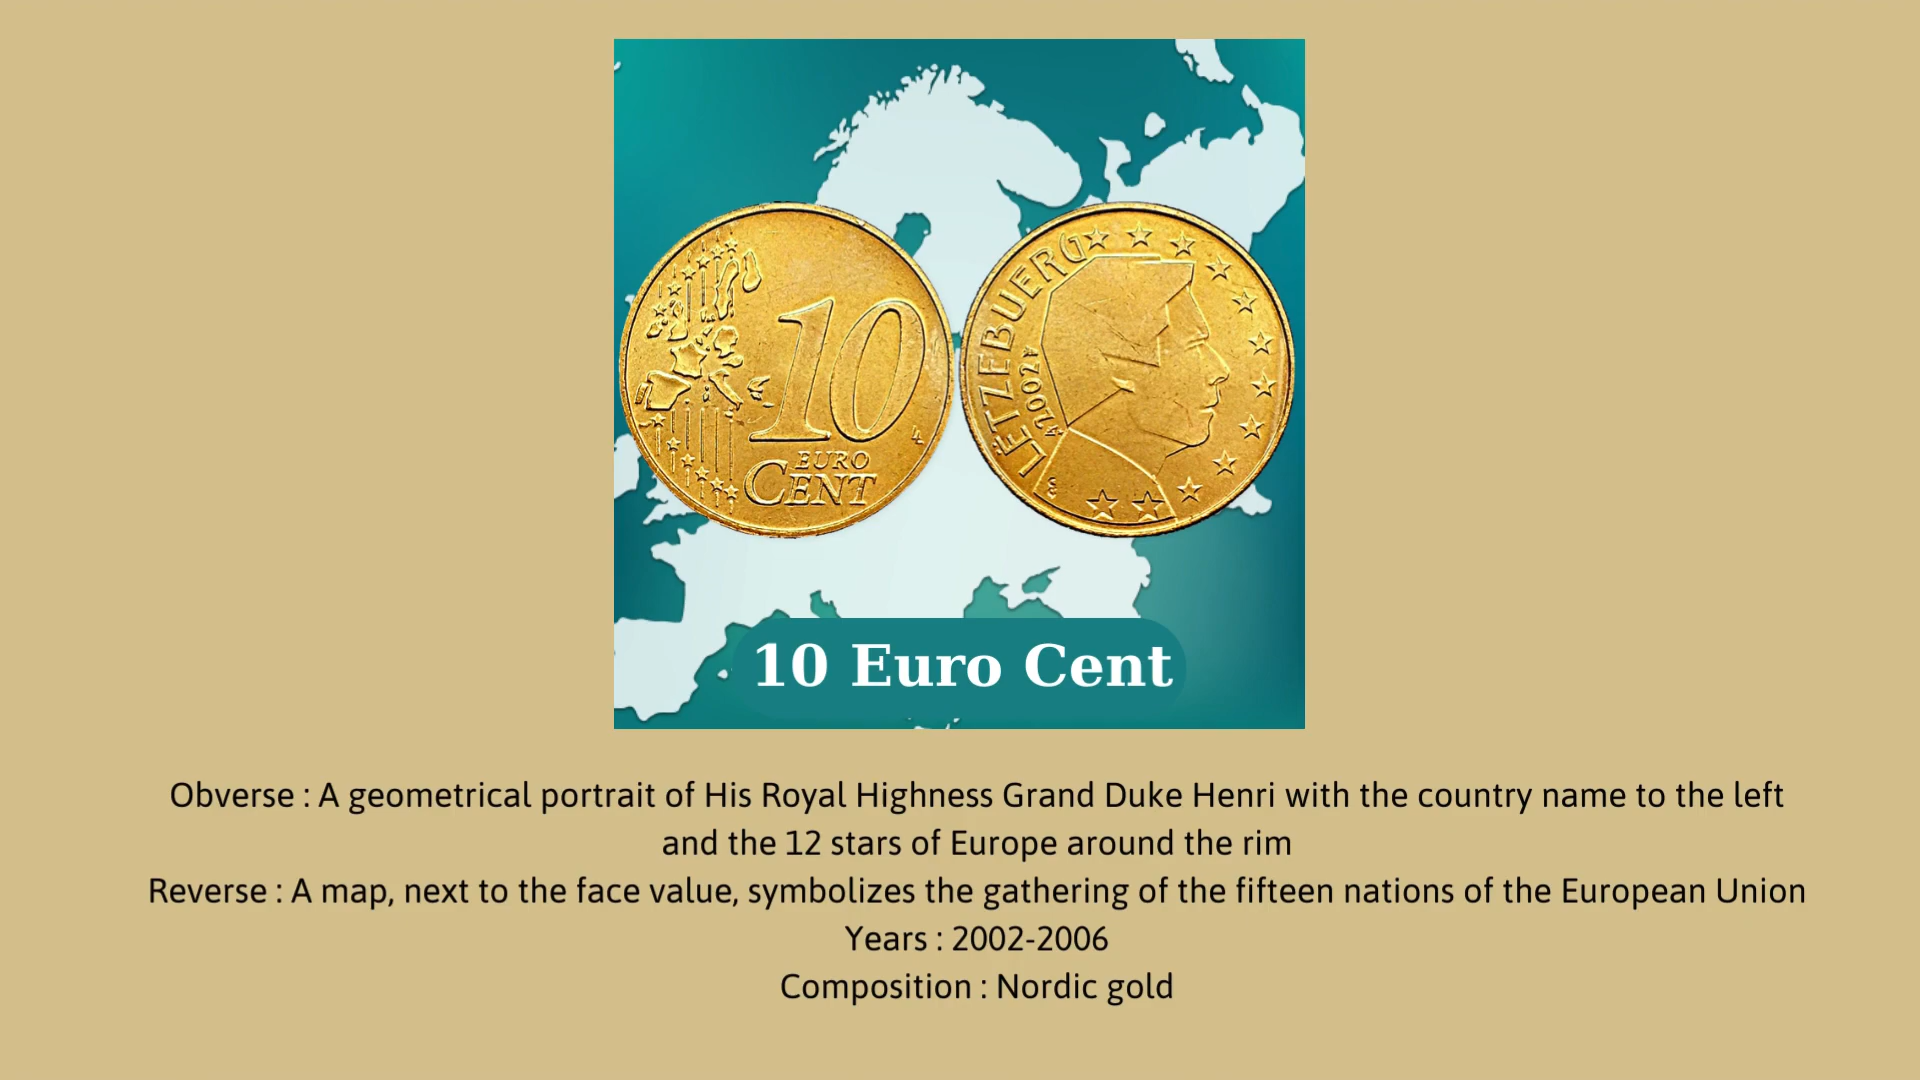 10
EURO
CENT
LËTZEBUERG
2002
10 Euro Cent
Obverse : A geometrical portrait of His Royal Highness Grand Duke Henri with the country name to the left
and the 12 stars of Europe around the rim
Reverse : A map, next to the face value, symbolizes the gathering of the fifteen nations of the European Union
Years : 2002-2006
Composition : Nordic gold